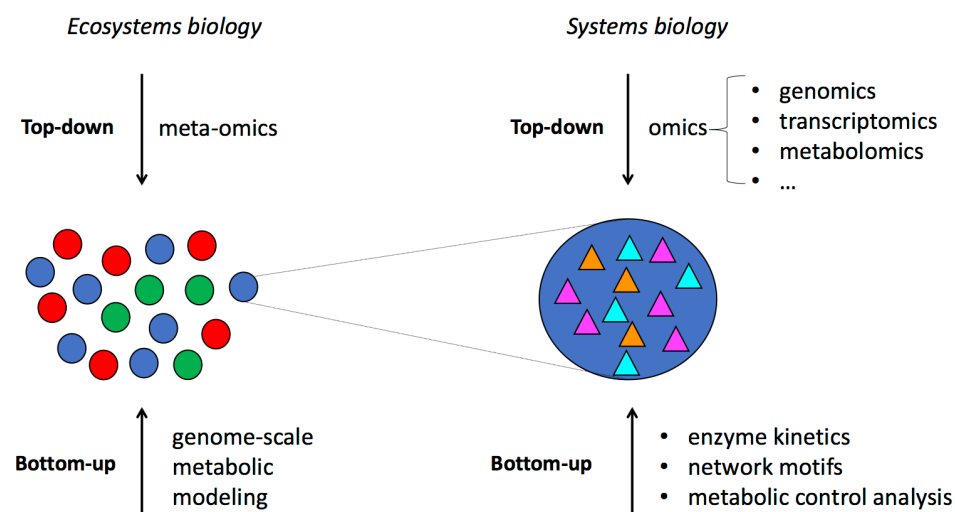 Ecosystems biology
Systems biology
Top-down
meta-omics
Top-down
omics
• genomics
• transcriptomics
• metabolomics
• ...
Bottom-up
genome-scale
metabolic
modeling
Bottom-up
• enzyme kinetics
• network motifs
• metabolic control analysis